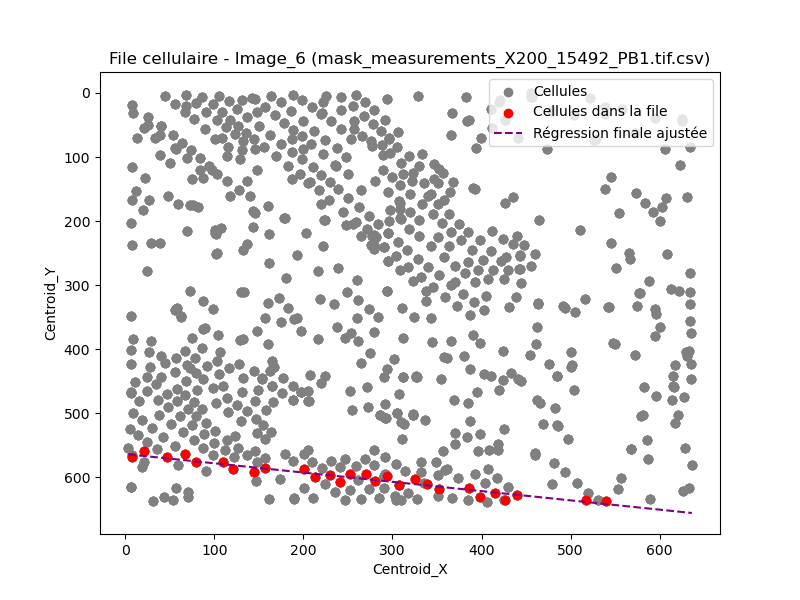 File cellulaire - Image_6 (mask_measurements_X200_15492_PB1.tif.csv)
Cellules
Cellules dans la file
Régression finale ajustée
Centroid_Y
0
100
200
300
400
500
600
0 100 200 300 400 500 600
Centroid_X